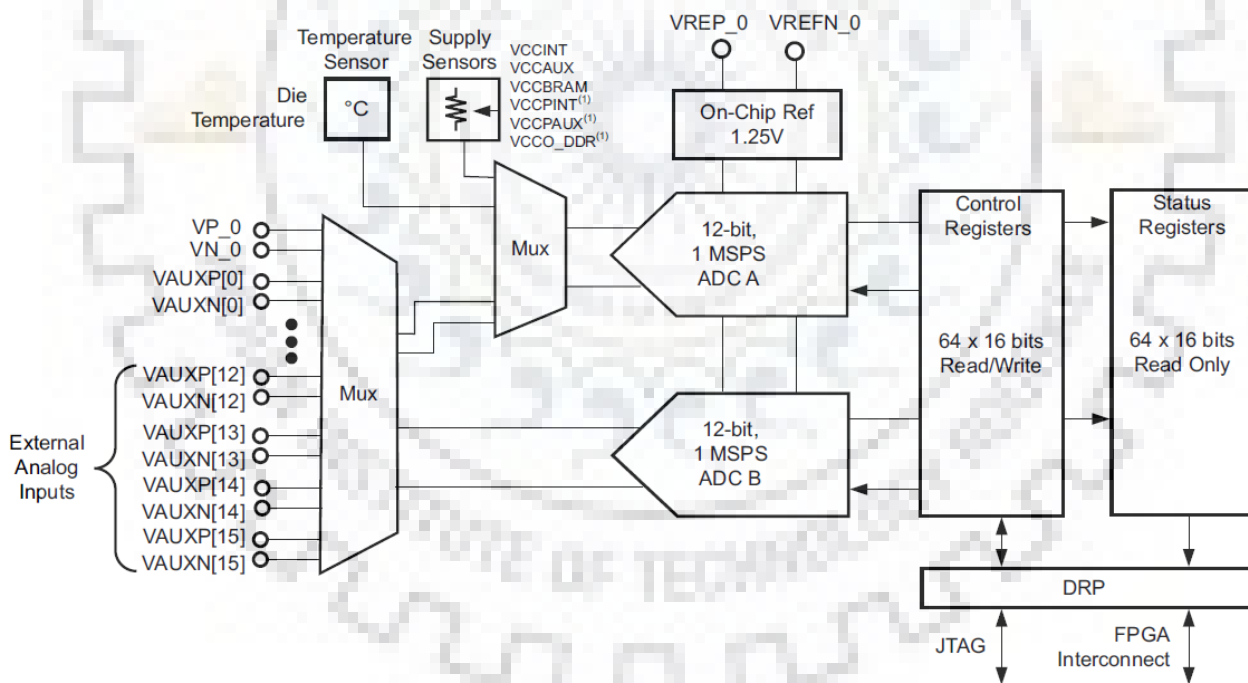 VREP_0 VREFN_0
Temperature
Sensor
Supply
Sensors
VCCINT
VCCAUX
VCCBRAM
VCCPINT(1)
VCCPAUX(1)
VCCO_DDR(1)
Die
Temperature
°C
On-Chip Ref
1.25V
VP_0
VN_0
VAUXP[0]
VAUXN[0]
VAUXP[12]
VAUXN[12]
VAUXP[13]
VAUXN[13]
VAUXP[14]
VAUXN[14]
VAUXP[15]
VAUXN[15]
External
Analog
Inputs
Mux
Mux
12-bit,
1 MSPS
ADC A
12-bit,
1 MSPS
ADC B
Control
Registers
64 x 16 bits
Read/Write
Status
Registers
64 x 16 bits
Read Only
DRP
JTAG
FPGA
Interconnect